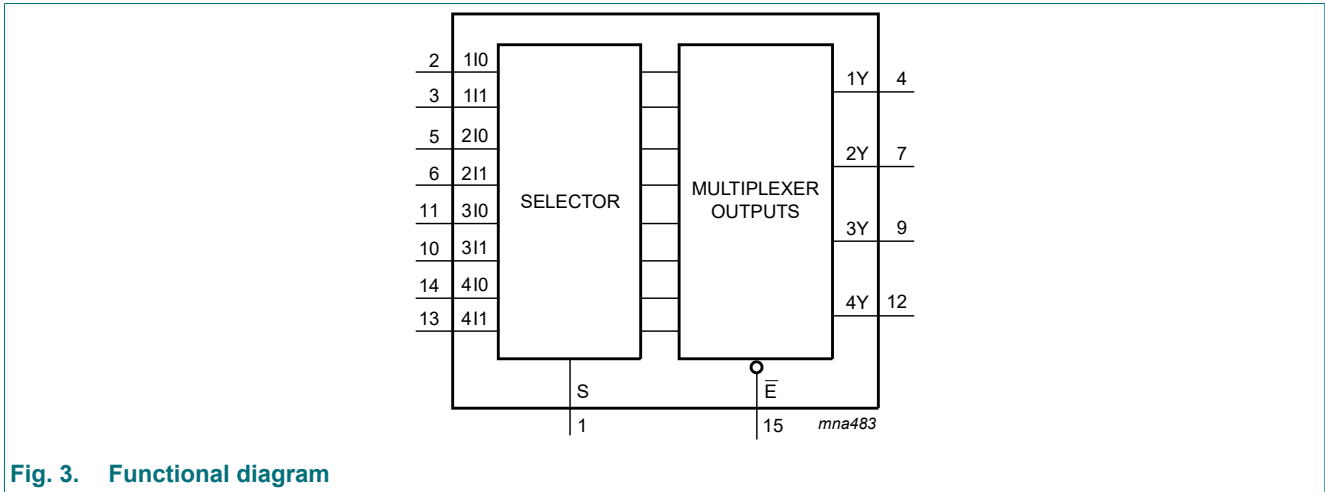 2 1I0
3 1I1
5 2I0
6 2I1
11 3I0
10 3I1
14 4I0
13 4I1
SELECTOR
MULTIPLEXER
OUTPUTS
1Y 4
2Y 7
3Y 9
4Y 12
S
1
E̅
15
mna483
Fig. 3. Functional diagram